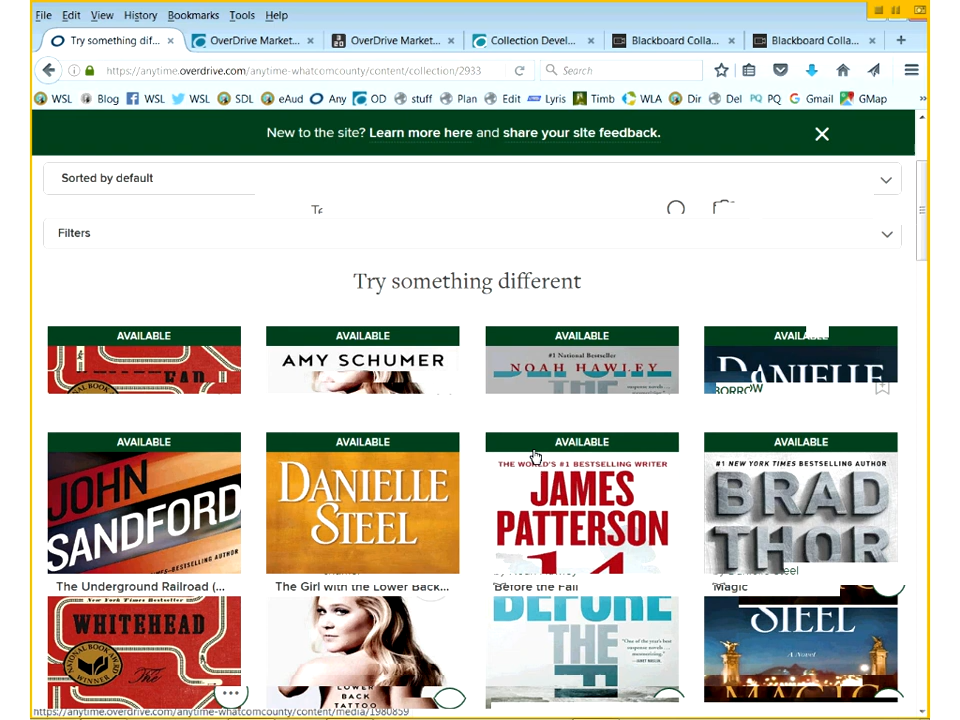 File Edit View History Bookmarks Tools Help
Try something dif... × OverDrive Market... × OverDrive Market... × Collection Devel... × Blackboard Colla... × Blackboard Colla... × +
https://anytime.overdrive.com/anytime-whatcomcounty/content/collection/2933 Search
WSL Blog WSL WSL SDL eAud Any OD stuff Plan Edit Lyris Timb WLA Dir Del PQ PQ Gmail GMap »
New to the site? Learn more here and share your site feedback.
Sorted by default
Filters
Try something different
AVAILABLE AVAILABLE AVAILABLE AVAILABLE
AMY SCHUMER
#1 National Bestseller
NOAH HAWLEY
DANIELLE
BORROW
AVAILABLE AVAILABLE AVAILABLE AVAILABLE
JOHN
SANDFORD
DANIELLE
STEEL
THE WORLD'S #1 BESTSELLING WRITER
JAMES
PATTERSON
#1 NEW YORK TIMES BESTSELLING AUTHOR
BRAD
THOR
The Underground Railroad (... The Girl with the Lower Back... Before the Fall Magic
WHITEHEAD
NATIONAL BOOK
AWARD
WINNER
The
LOWER
BACK
TATTOO
BEFORE
THE
STEEL
A Novel
MAGIC
https://anytime.overdrive.com/anytime-whatcomcounty/content/media/1980859